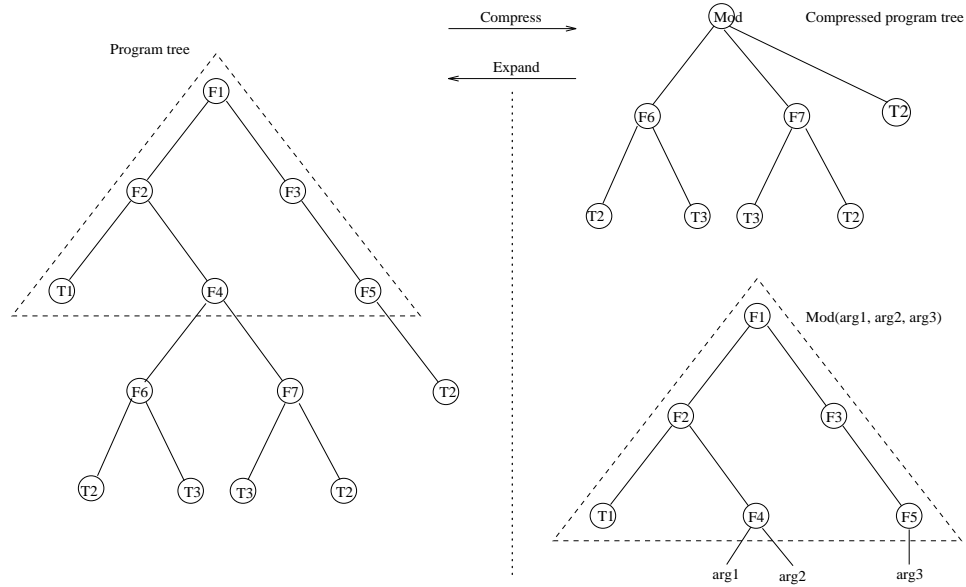 Compress
Expand
Program tree
F1
F2
F3
T1
F4
F5
F6
F7
T2
T2
T3
T3
T2
Mod
Compressed program tree
F6
F7
T2
T2
T3
T3
T2
Mod(arg1, arg2, arg3)
F1
F2
F3
T1
F4
F5
arg1
arg2
arg3